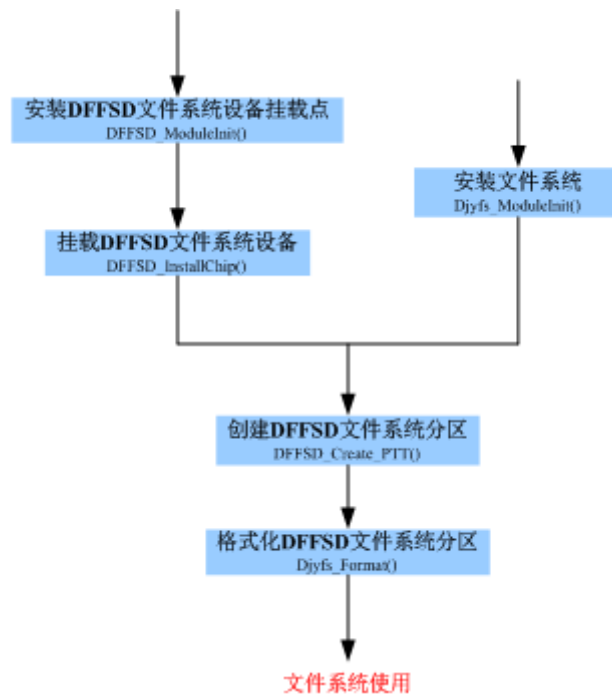 安装DFFSD文件系统设备挂载点
DFFSD_ModuleInit()
安装文件系统
Djyfs_ModuleInit()
挂载DFFSD文件系统设备
DFFSD_InstallChip()
创建DFFSD文件系统分区
DFFSD_Create_PTT()
格式化DFFSD文件系统分区
Djyfs_Format()
文件系统使用